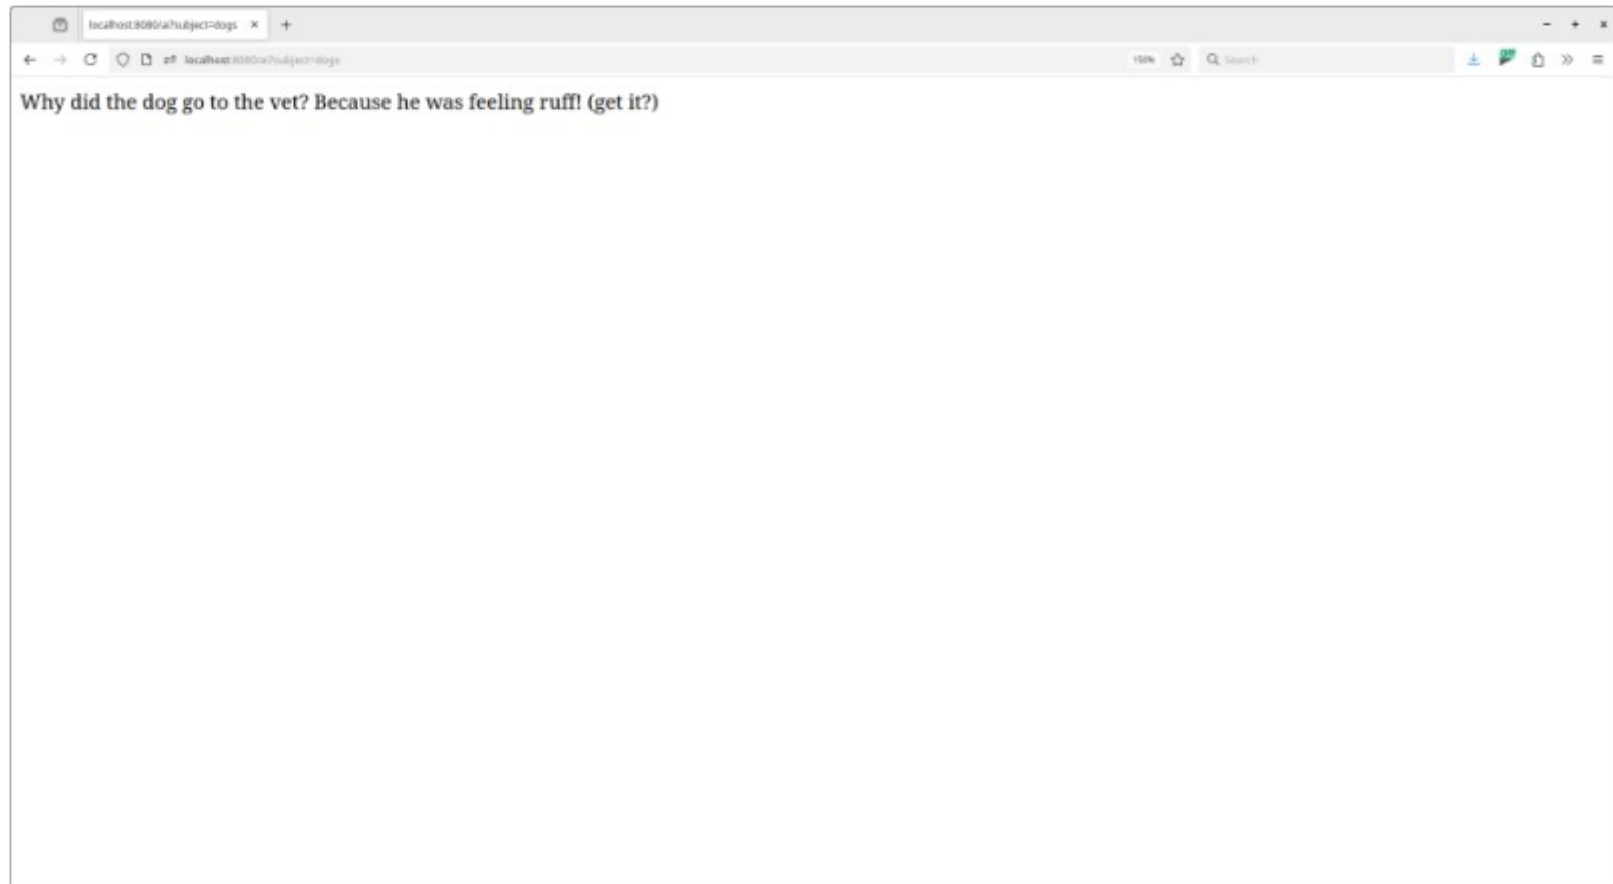 localhost:8080/ai?subject=dogs
localhost:8080/ai?subject=dogs
150%
Search
Why did the dog go to the vet? Because he was feeling ruff! (get it?)